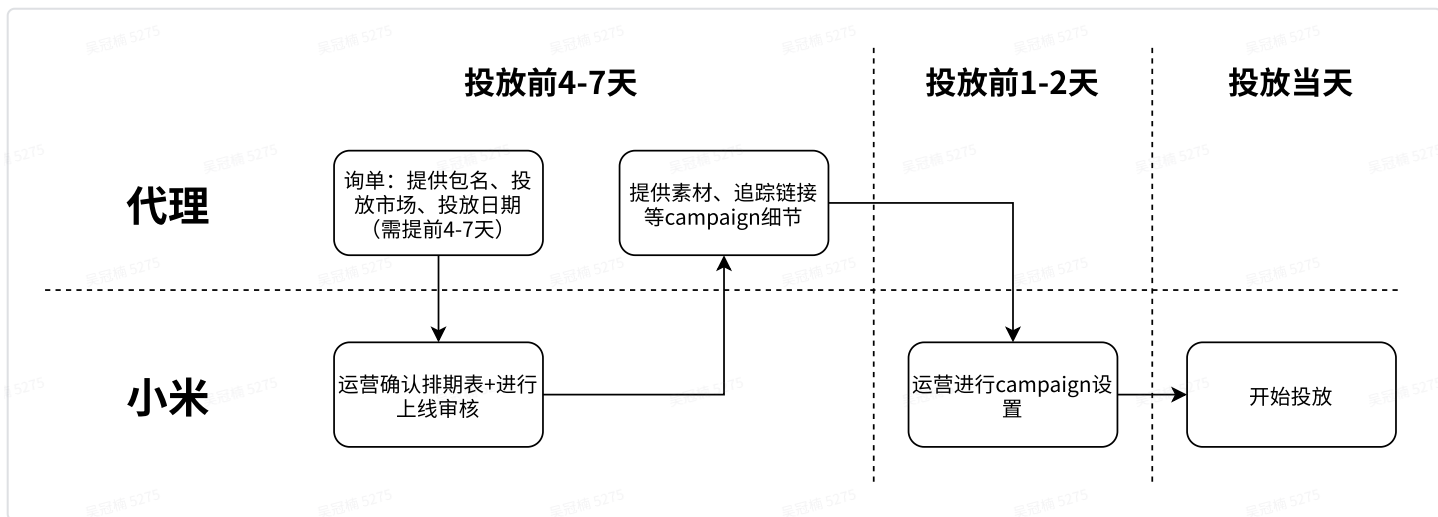 投放前4-7天
投放前1-2天
投放当天
代理
询单：提供包名、投
放市场、投放日期
（需提前4-7天）
提供素材、追踪链接
等campaign细节
小米
运营确认排期表+进行
上线审核
运营进行campaign设
置
开始投放